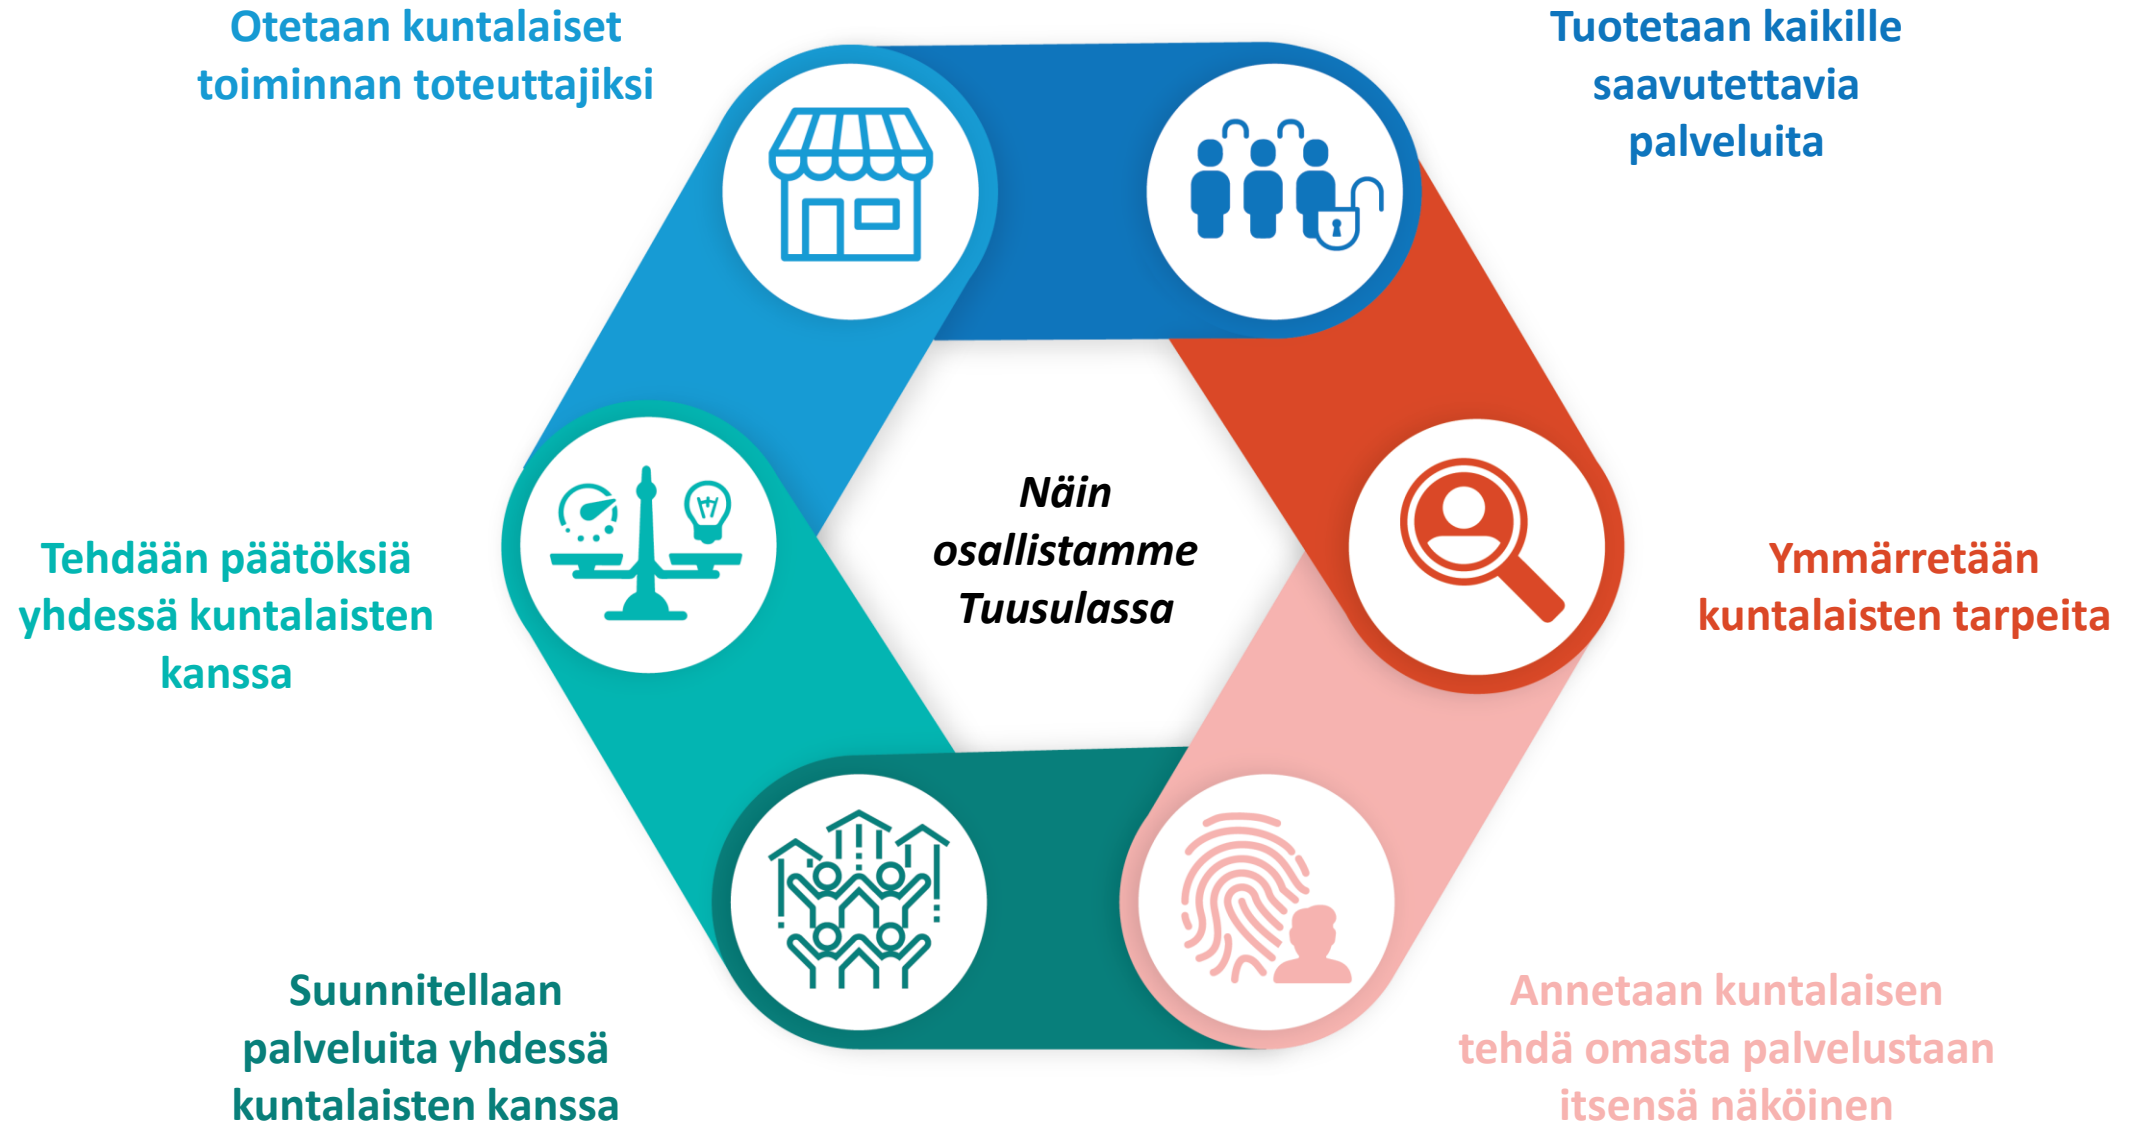 Otetaan kuntalaiset
toiminnan toteuttajiksi
Tuotetaan kaikille
saavutettavia
palveluita
Näin
osallistamme
Tuusulassa
Tehdään päätöksiä
yhdessä kuntalaisten
kanssa
Ymmärretään
kuntalaisten tarpeita
Suunnitellaan
palveluita yhdessä
kuntalaisten kanssa
Annetaan kuntalaisen
tehdä omasta palvelustaan
itsensä näköinen